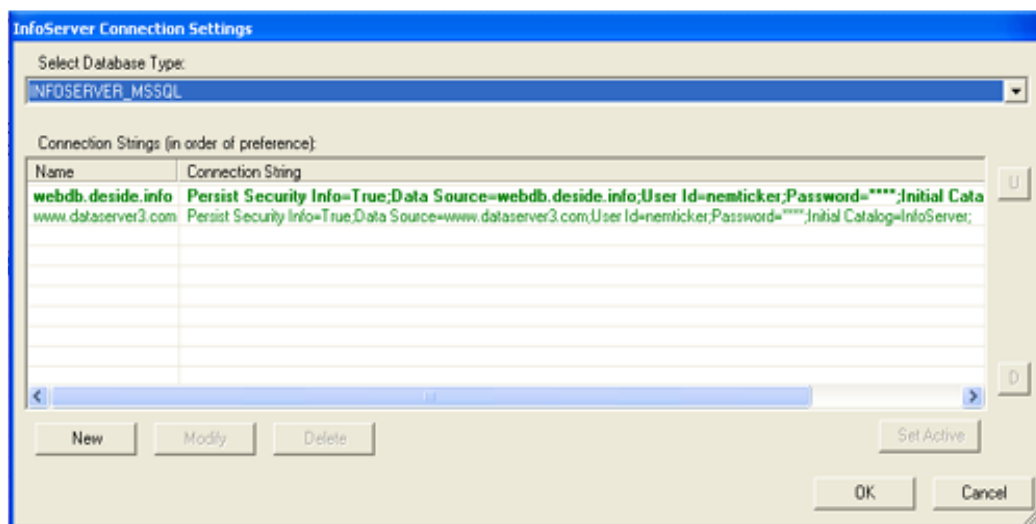 InfoServer Connection Settings
Select Database Type:
INFOSERVER_MSSQL
Connection Strings (in order of preference):
Name Connection String
webdb.deside.info Persist Security Info=True;Data Source=webdb.deside.info;User Id=nemticker;Password="****;Initial Cata
www.dataserver3.com Persist Security Info=True;Data Source=www.dataserver3.com;User Id=nemticker;Password="****;Initial Catalog=InfoServer;
U
D
New Modify Delete Set Active
OK Cancel